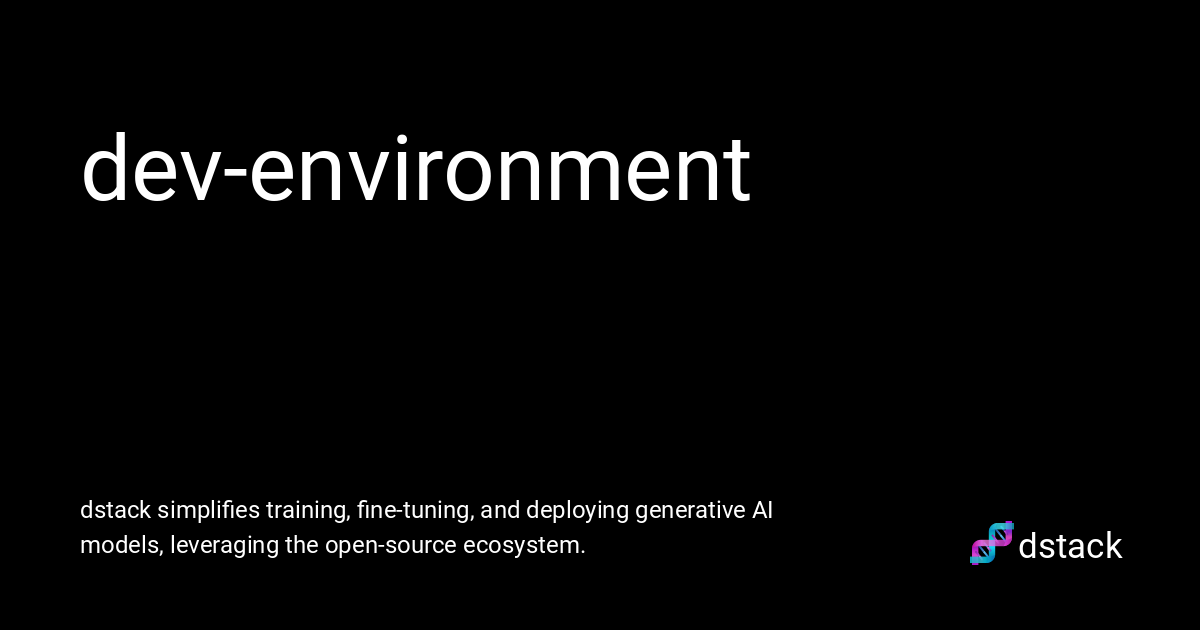 dev-environment
dstack simplifies training, fine-tuning, and deploying generative AI
models, leveraging the open-source ecosystem.
dstack